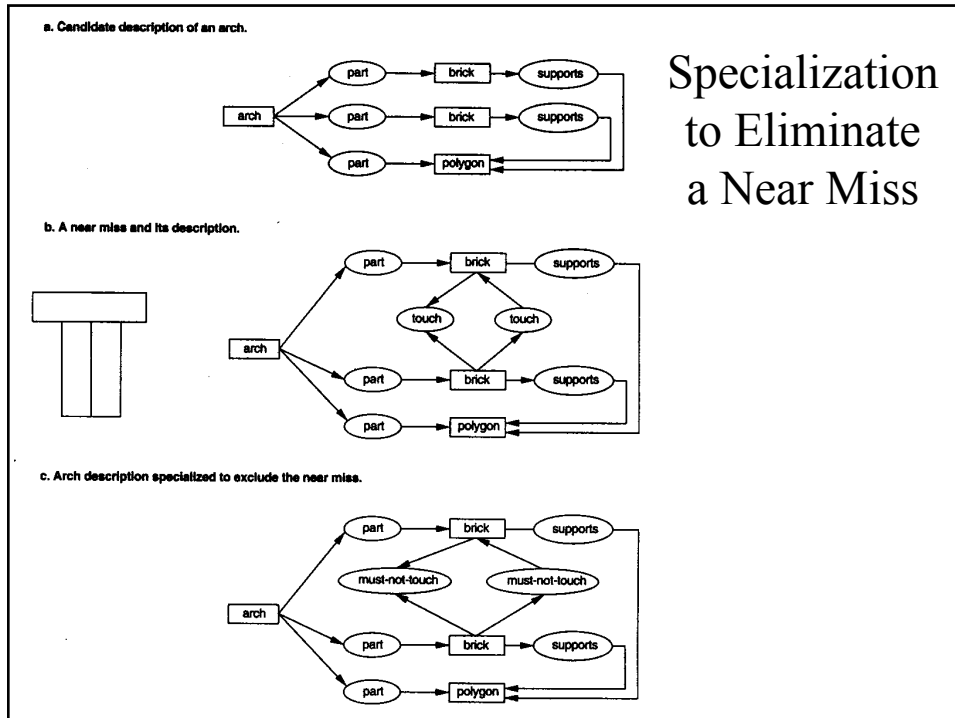 a. Candidate description of an arch.
Specialization
to Eliminate
a Near Miss
part brick supports
arch part brick supports
part polygon
b. A near miss and its description.
part brick supports
touch touch
arch
part brick supports
part polygon
c. Arch description specialized to exclude the near miss.
part brick supports
must-not-touch must-not-touch
arch
part brick supports
part polygon